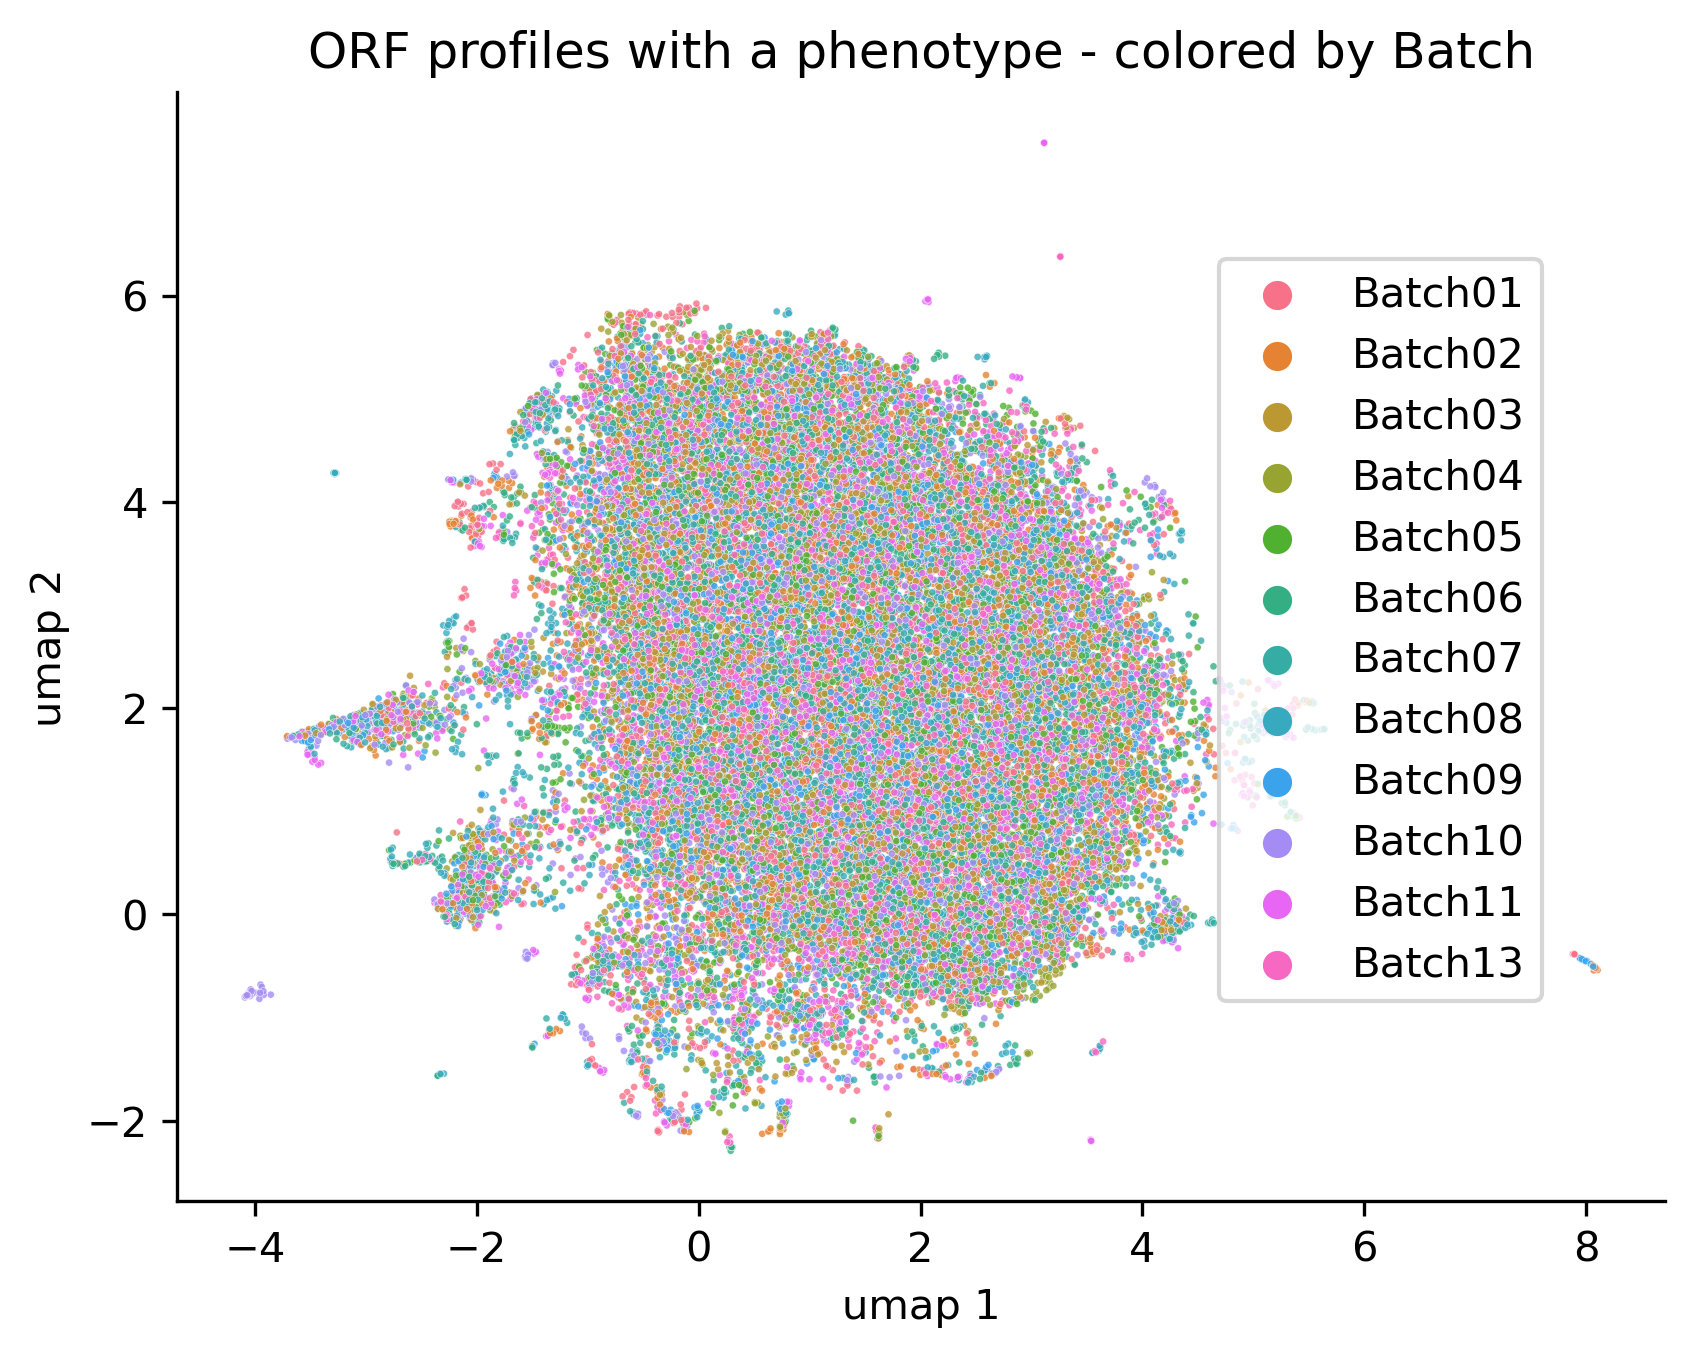 ORF profiles with a phenotype - colored by Batch
6
4
2
0
−2
umap 2
Batch01
Batch02
Batch03
Batch04
Batch05
Batch06
Batch07
Batch08
Batch09
Batch10
Batch11
Batch13
−4 −2 0 2 4 6 8
umap 1